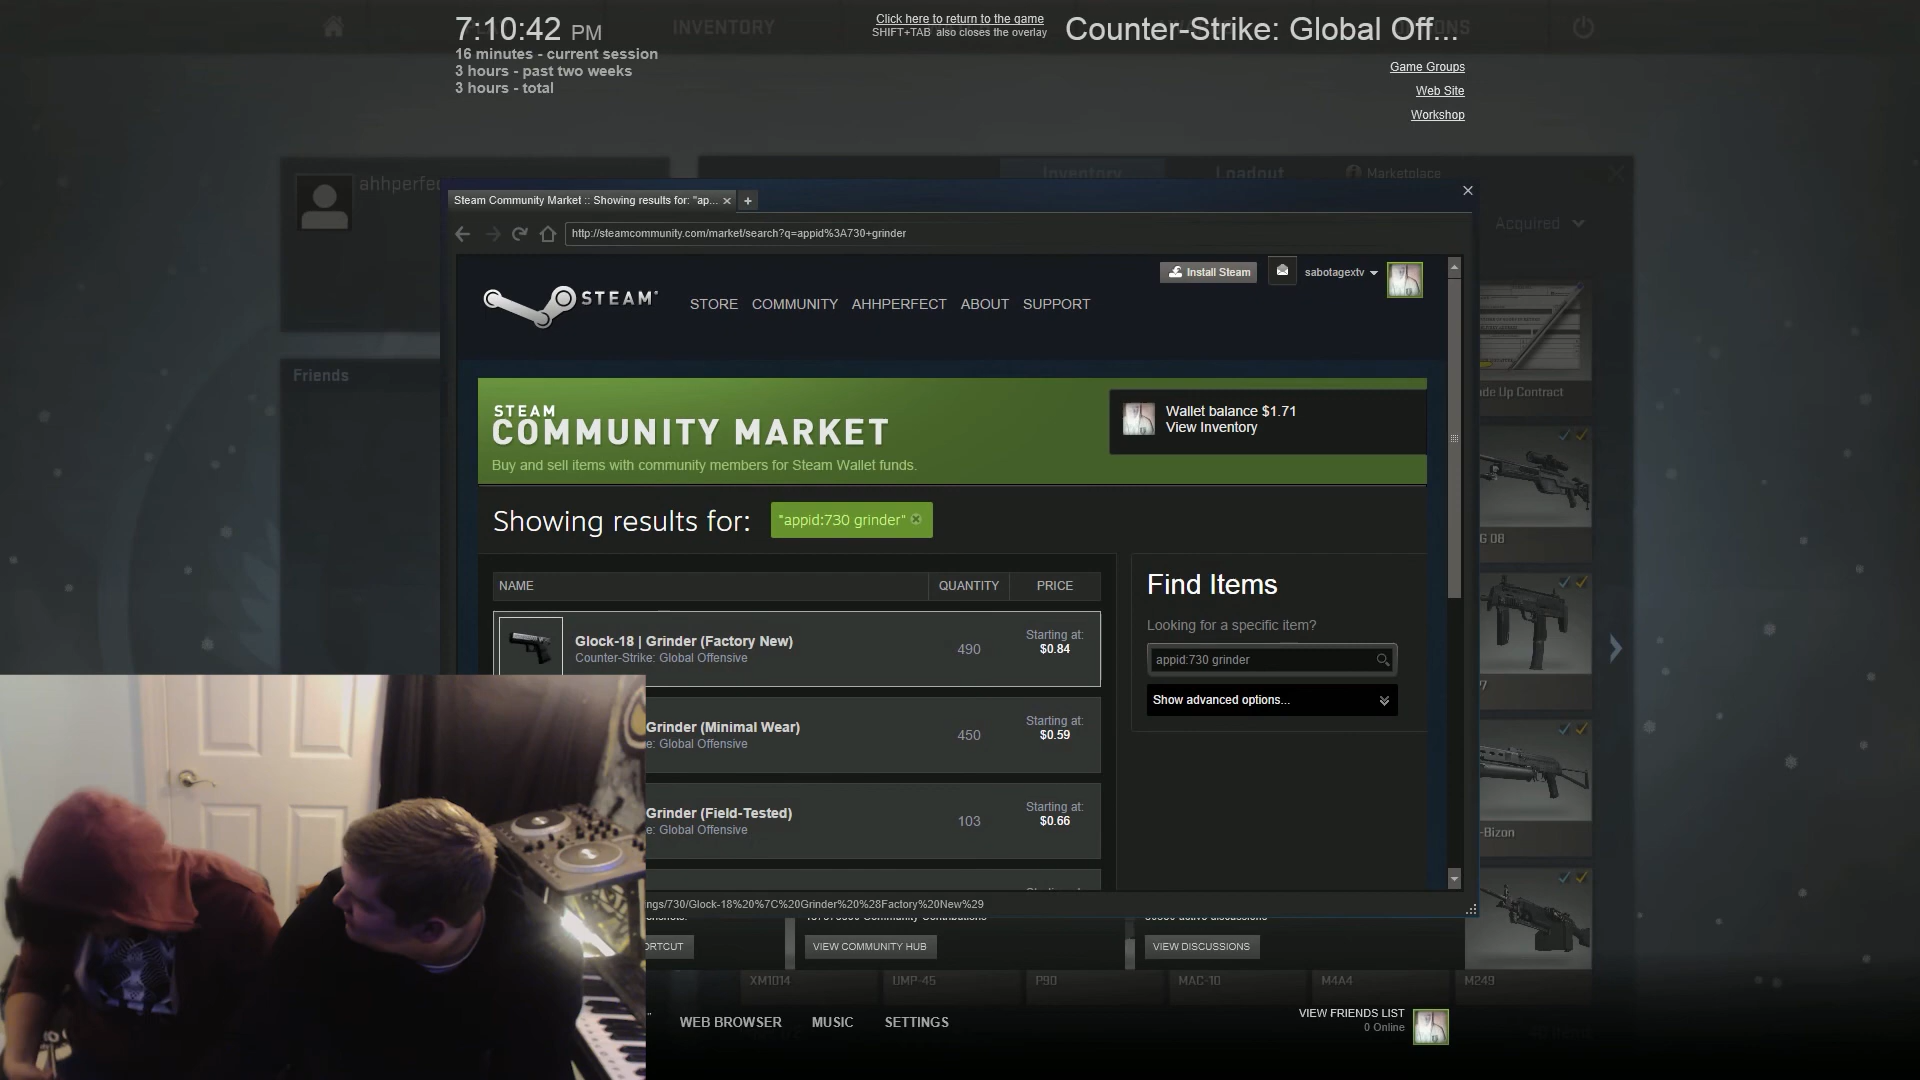 7:10:42 PM
16 minutes - current session
3 hours - past two weeks
3 hours - total
INVENTORY
Click here to return to the game
SHIFT+TAB also closes the overlay
Counter-Strike: Global Off...
Game Groups
Web Site
Workshop
Inventory
Loadout
Marketplace
Acquired
Friends
Steam Community Market :: Showing results for: "ap...
http://steamcommunity.com/market/search?q=appid%3A730+grinder
Install Steam
sabotagextv
STEAM
STORE COMMUNITY AHHPERFECT ABOUT SUPPORT
STEAM
COMMUNITY MARKET
Buy and sell items with community members for Steam Wallet funds.
Wallet balance $1.71
View Inventory
Showing results for: "appid:730 grinder"
NAME QUANTITY PRICE
Glock-18 | Grinder (Factory New)
Counter-Strike: Global Offensive
490
Starting at:
$0.84
Grinder (Minimal Wear)
e: Global Offensive
450
Starting at:
$0.59
Grinder (Field-Tested)
e: Global Offensive
103
Starting at:
$0.66
Find Items
Looking for a specific item?
appid:730 grinder
Show advanced options...
de Up Contract
G 08
7
-Bizon
ngs/730/Glock-18%20%7C%20Grinder%20%28Factory%20New%29
ORTCUT
VIEW COMMUNITY HUB
VIEW DISCUSSIONS
XM1014
UMP-45
P90
MAC-10
M4A4
M249
WEB BROWSER
MUSIC
SETTINGS
VIEW FRIENDS LIST
0 Online